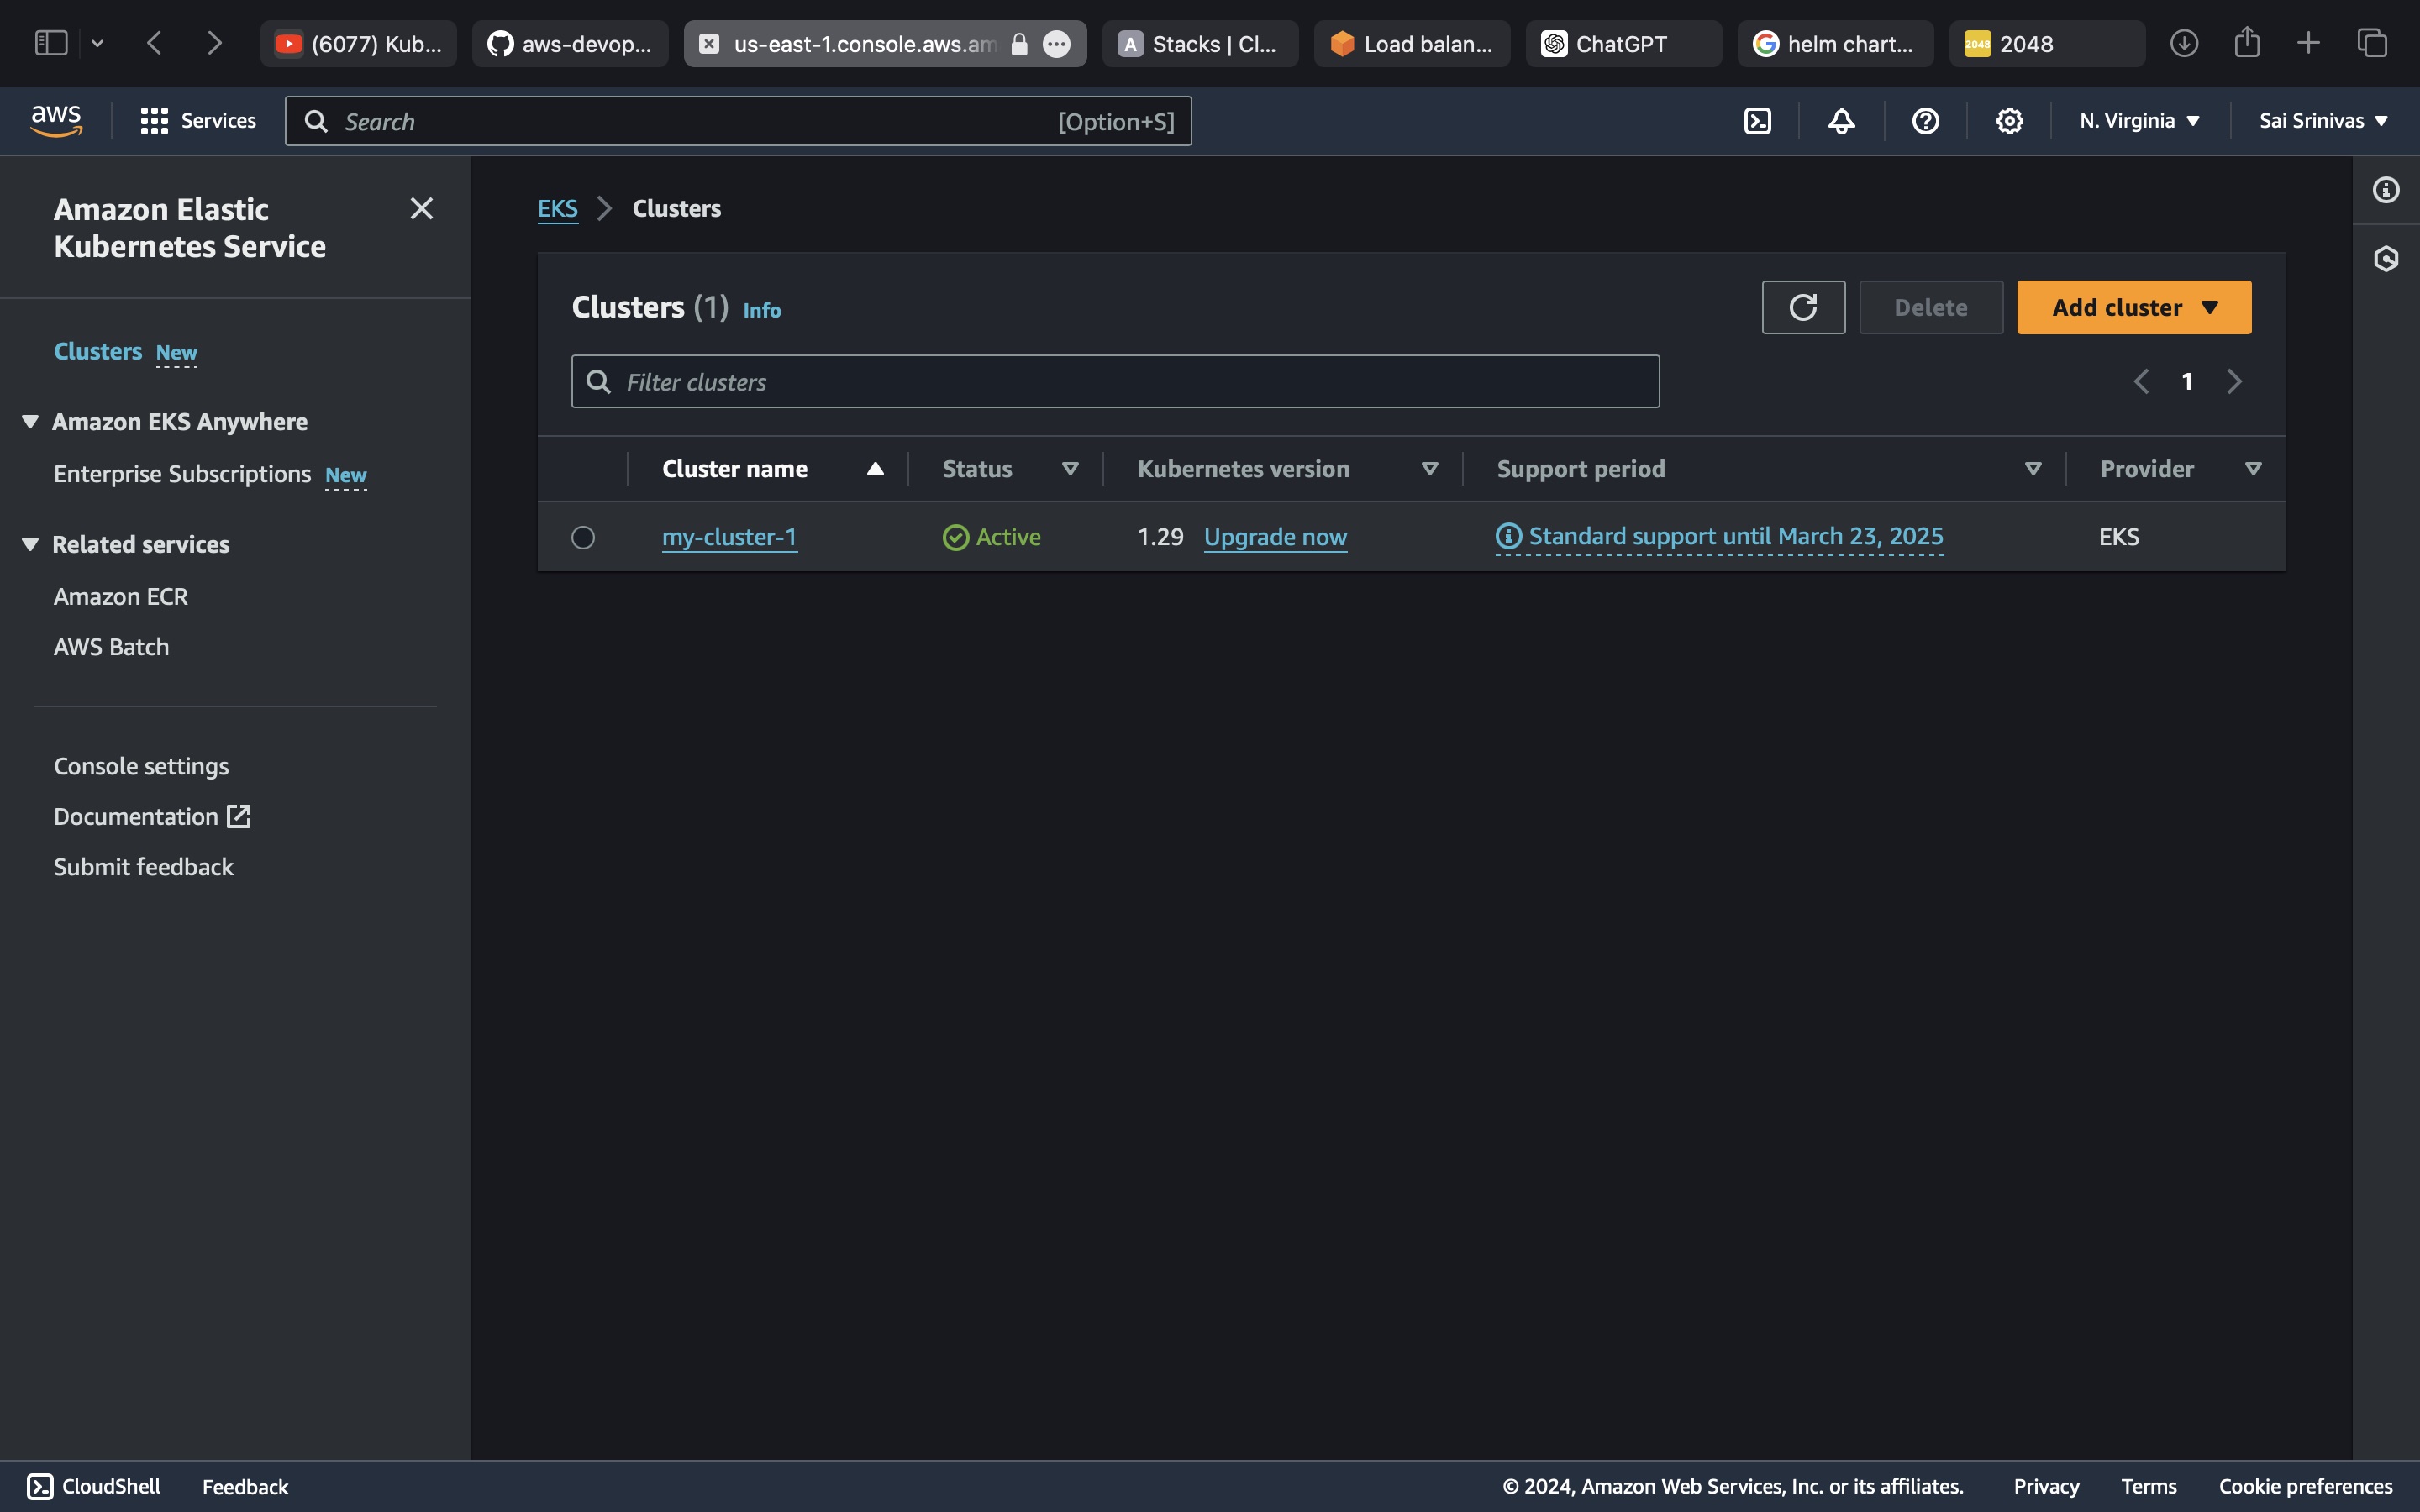 (6077) Kub...
aws-devop...
us-east-1.console.aws.am
A Stacks | Cl...
Load balan...
ChatGPT
helm chart...
2048 2048
aws
Services
Search
[Option+S]
N. Virginia
Sai Srinivas
Amazon Elastic
Kubernetes Service
Clusters New
Amazon EKS Anywhere
Enterprise Subscriptions New
Related services
Amazon ECR
AWS Batch
Console settings
Documentation
Submit feedback
EKS
Clusters
Clusters (1) Info
Delete
Add cluster
Filter clusters
1
Cluster name
Status
Kubernetes version
Support period
Provider
my-cluster-1
Active
1.29 Upgrade now
Standard support until March 23, 2025
EKS
CloudShell
Feedback
© 2024, Amazon Web Services, Inc. or its affiliates.
Privacy
Terms
Cookie preferences